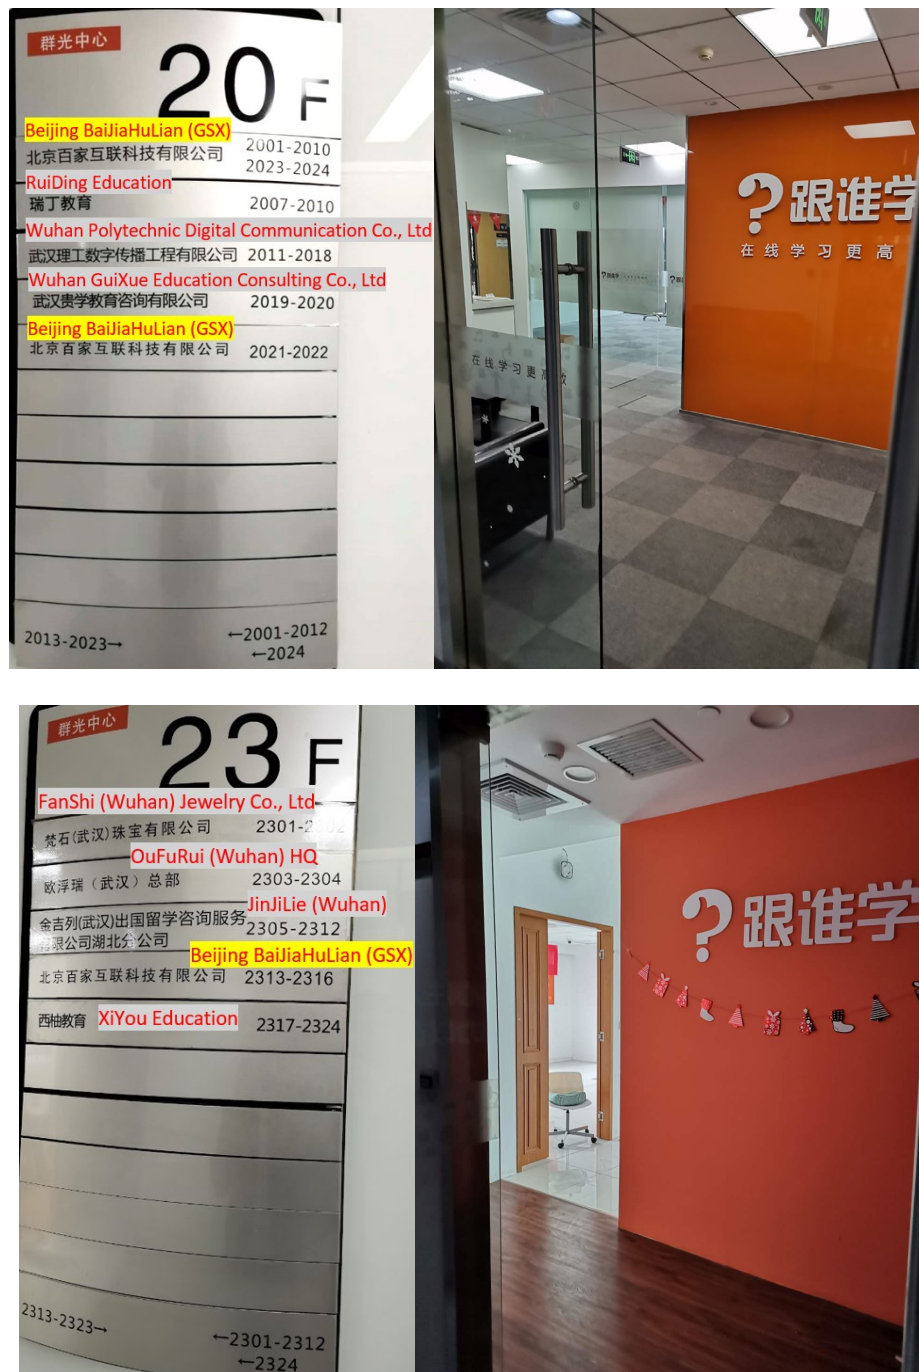 群光中心
20 F
Beijing BaiJiaHuLian (GSX)
北京百家互联科技有限公司 2001-2010
2023-2024
RuiDing Education
瑞丁教育 2007-2010
Wuhan Polytechnic Digital Communication Co., Ltd
武汉理工数字传播工程有限公司 2011-2018
Wuhan GuiXue Education Consulting Co., Ltd
武汉贵学教育咨询有限公司 2019-2020
Beijing BaiJiaHuLian (GSX)
北京百家互联科技有限公司 2021-2022
2013-2023→ ←2001-2012
←2024
?跟谁学
在线学习更高
在线学习更高效
群光中心
23 F
FanShi (Wuhan) Jewelry Co., Ltd
梵石(武汉)珠宝有限公司 2301-2302
OuFuRui (Wuhan) HQ
欧浮瑞（武汉）总部 2303-2304
JinJiLie (Wuhan)
金吉列(武汉)出国留学咨询服务 2305-2312
有限公司湖北分公司
Beijing BaiJiaHuLian (GSX)
北京百家互联科技有限公司 2313-2316
西柚教育 XiYou Education 2317-2324
2313-2323→ ←2301-2312
←2324
?跟谁学